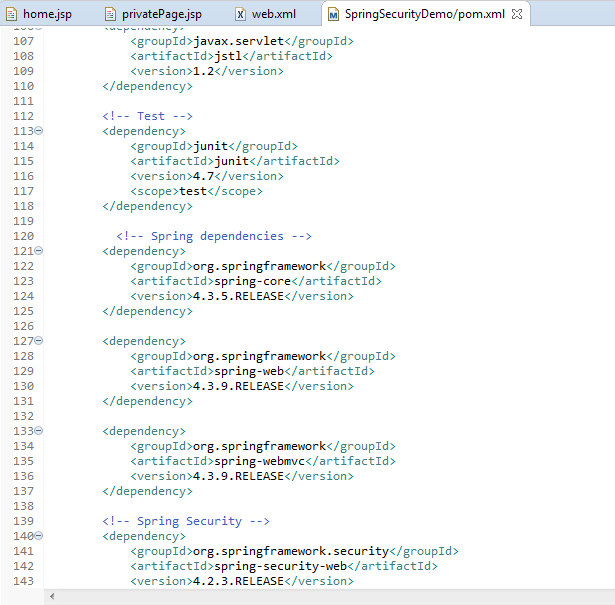 home.jsp privatePage.jsp web.xml SpringSecurityDemo/pom.xml
106 <dependency>
107 <groupId>javax.servlet</groupId>
108 <artifactId>jstl</artifactId>
109 <version>1.2</version>
110 </dependency>
111
112 <!-- Test -->
113 <dependency>
114 <groupId>junit</groupId>
115 <artifactId>junit</artifactId>
116 <version>4.7</version>
117 <scope>test</scope>
118 </dependency>
119
120 <!-- Spring dependencies -->
121 <dependency>
122 <groupId>org.springframework</groupId>
123 <artifactId>spring-core</artifactId>
124 <version>4.3.5.RELEASE</version>
125 </dependency>
126
127 <dependency>
128 <groupId>org.springframework</groupId>
129 <artifactId>spring-web</artifactId>
130 <version>4.3.9.RELEASE</version>
131 </dependency>
132
133 <dependency>
134 <groupId>org.springframework</groupId>
135 <artifactId>spring-webmvc</artifactId>
136 <version>4.3.9.RELEASE</version>
137 </dependency>
138
139 <!-- Spring Security -->
140 <dependency>
141 <groupId>org.springframework.security</groupId>
142 <artifactId>spring-security-web</artifactId>
143 <version>4.2.3.RELEASE</version>